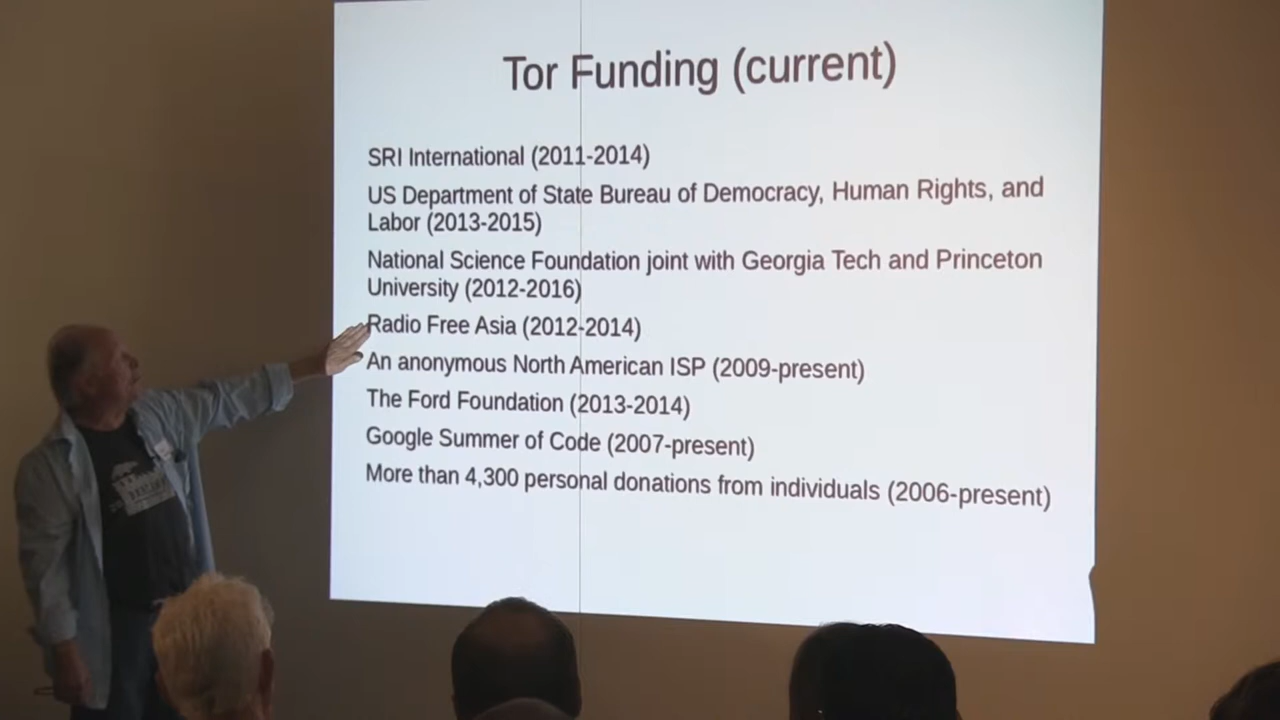 Tor Funding (current)
SRI International (2011-2014)
US Department of State Bureau of Democracy, Human Rights, and
Labor (2013-2015)
National Science Foundation joint with Georgia Tech and Princeton
University (2012-2016)
Radio Free Asia (2012-2014)
An anonymous North American ISP (2009-present)
The Ford Foundation (2013-2014)
Google Summer of Code (2007-present)
More than 4,300 personal donations from individuals (2006-present)